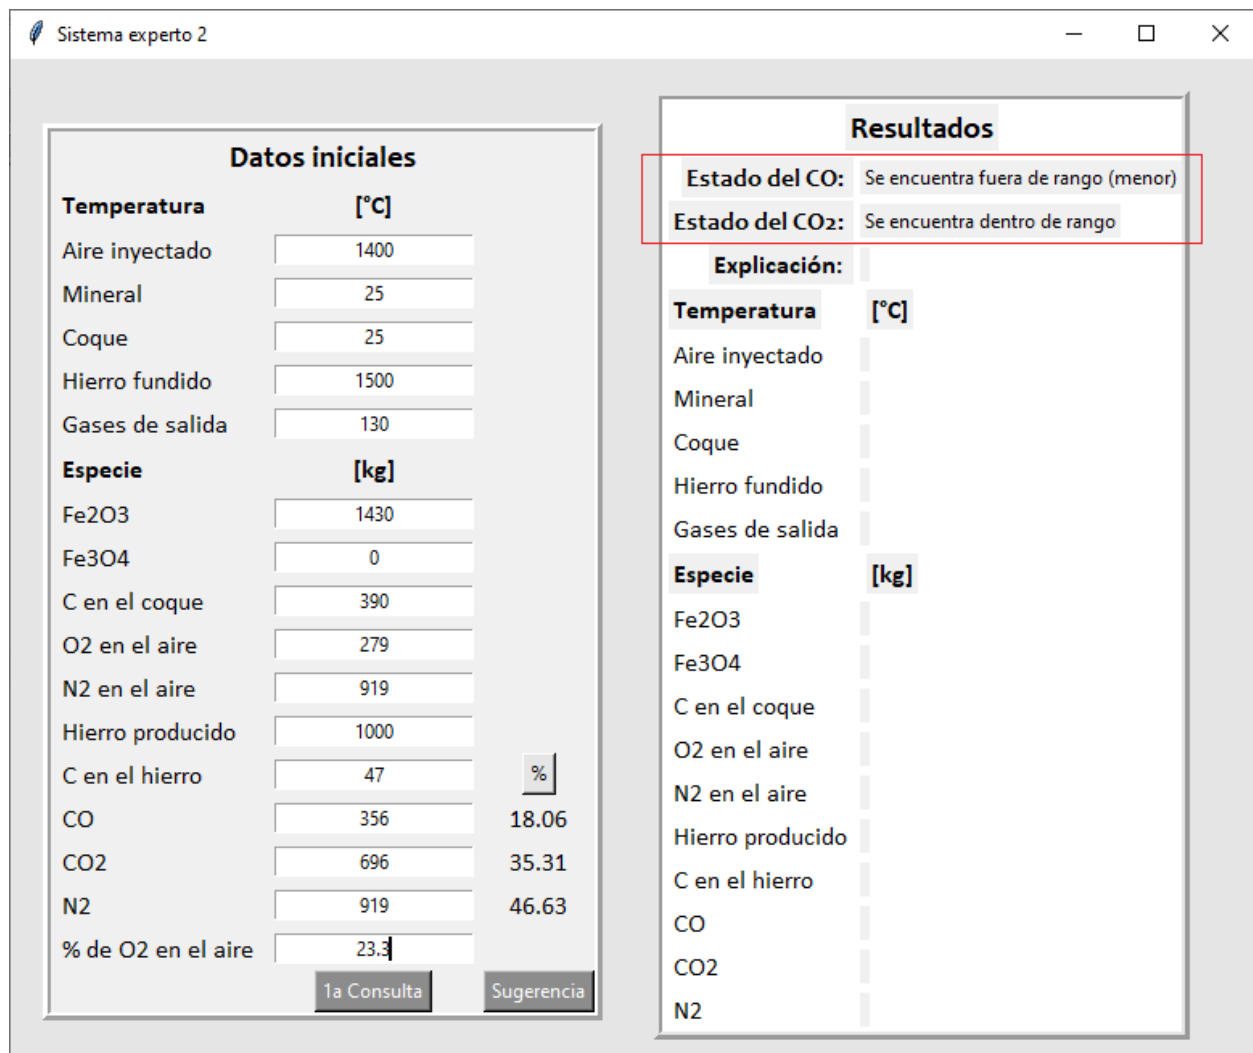 Sistema experto 2
Datos iniciales
Temperatura [°C]
Aire inyectado 1400
Mineral 25
Coque 25
Hierro fundido 1500
Gases de salida 130
Especie [kg]
Fe2O3 1430
Fe3O4 0
C en el coque 390
O2 en el aire 279
N2 en el aire 919
Hierro producido 1000
C en el hierro 47 %
CO 356 18.06
CO2 696 35.31
N2 919 46.63
% de O2 en el aire 23.3
1a Consulta Sugerencia
Resultados
Estado del CO: Se encuentra fuera de rango (menor)
Estado del CO2: Se encuentra dentro de rango
Explicación:
Temperatura [°C]
Aire inyectado
Mineral
Coque
Hierro fundido
Gases de salida
Especie [kg]
Fe2O3
Fe3O4
C en el coque
O2 en el aire
N2 en el aire
Hierro producido
C en el hierro
CO
CO2
N2